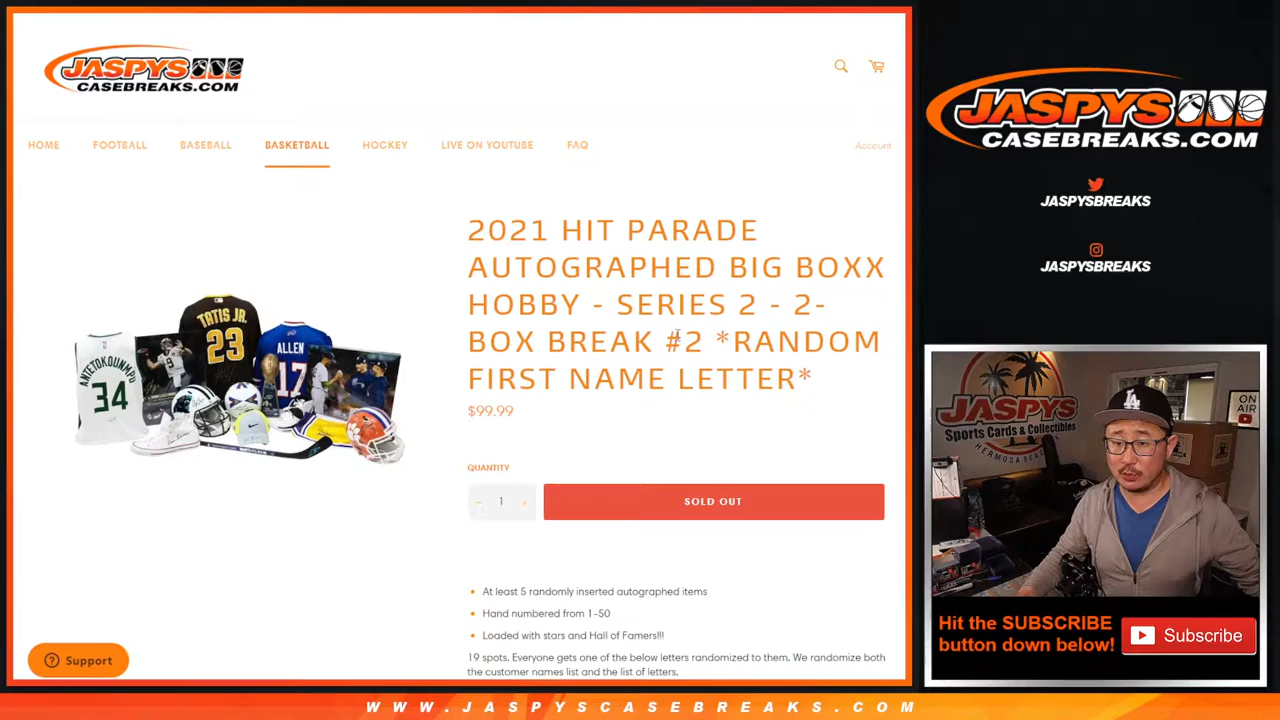 JASPYS
CASEBREAKS.COM
HOME
FOOTBALL
BASEBALL
BASKETBALL
HOCKEY
LIVE ON YOUTUBE
FAQ
Account
2021 HIT PARADE
AUTOGRAPHED BIG BOXX
HOBBY - SERIES 2 - 2-
BOX BREAK #2 *RANDOM
FIRST NAME LETTER*
$99.99
ANTETOKOUNMPO
34
TATIS JR.
23
ALLEN
17
QUANTITY
- 1 +
SOLD OUT
At least 5 randomly inserted autographed items
Hand numbered from 1-50
Loaded with stars and Hall of Famers!!!
19 spots. Everyone gets one of the below letters randomized to them. We randomize both
the customer names list and the list of letters.
Support
JASPYS
CASEBREAKS.COM
JASPYSBREAKS
JASPYSBREAKS
JASPYS
Sports Cards & Collectibles
HERMOSA BEACH
LA
ON
AIR
Hit the SUBSCRIBE
button down below!
Subscribe
WWW.JASPYSCASEBREAKS.COM